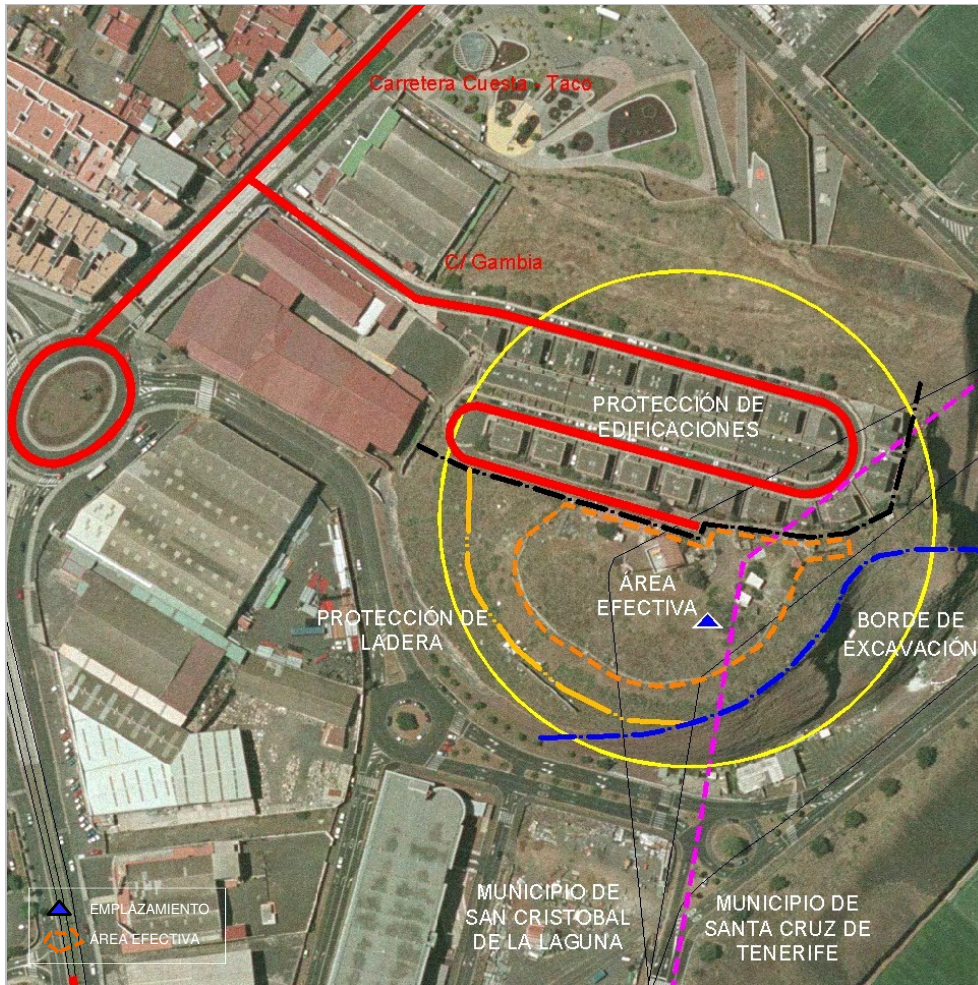 Carretera Cuesta - Taco
C/ Gambia
PROTECCIÓN DE
EDIFICACIONES
ÁREA
EFECTIVA
PROTECCIÓN DE
LADERA
BORDE DE
EXCAVACIÓN
MUNICIPIO DE
SAN CRISTOBAL
DE LA LAGUNA
MUNICIPIO DE
SANTA CRUZ DE
TENERIFE
EMPLAZAMIENTO
ÁREA EFECTIVA